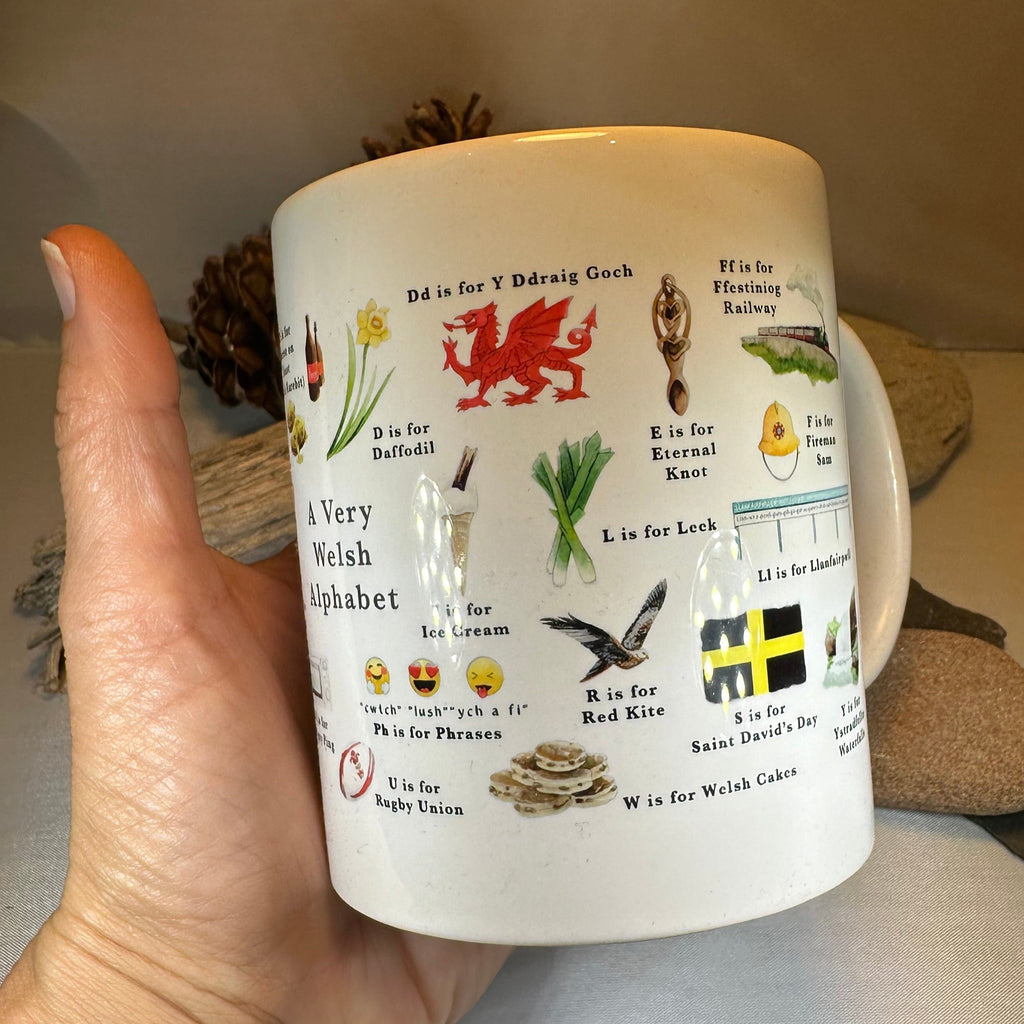 Dd is for Y Ddraig Goch
Ff is for
Ffestiniog
Railway
D is for
Daffodil
E is for
Eternal
Knot
F is for
Fireman
Sam
A Very
Welsh
Alphabet
L is for Leek
Ll is for Llanfairpwll
is for
Ice Cream
"cwtch" "lush" "ych a fi"
Ph is for Phrases
R is for
Red Kite
S is for
Saint David's Day
Y is for
U is for
Rugby Union
W is for Welsh Cakes